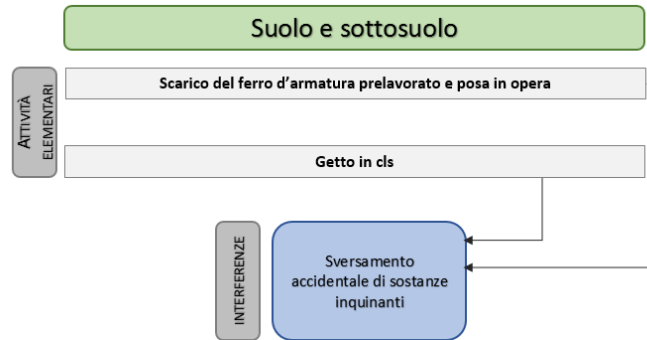 Suolo e sottosuolo
ATTIVITÀ
ELEMENTARI
Scarico del ferro d’armatura prelavorato e posa in opera
Getto in cls
INTERFERENZE
Sversamento
accidentale di sostanze
inquinanti